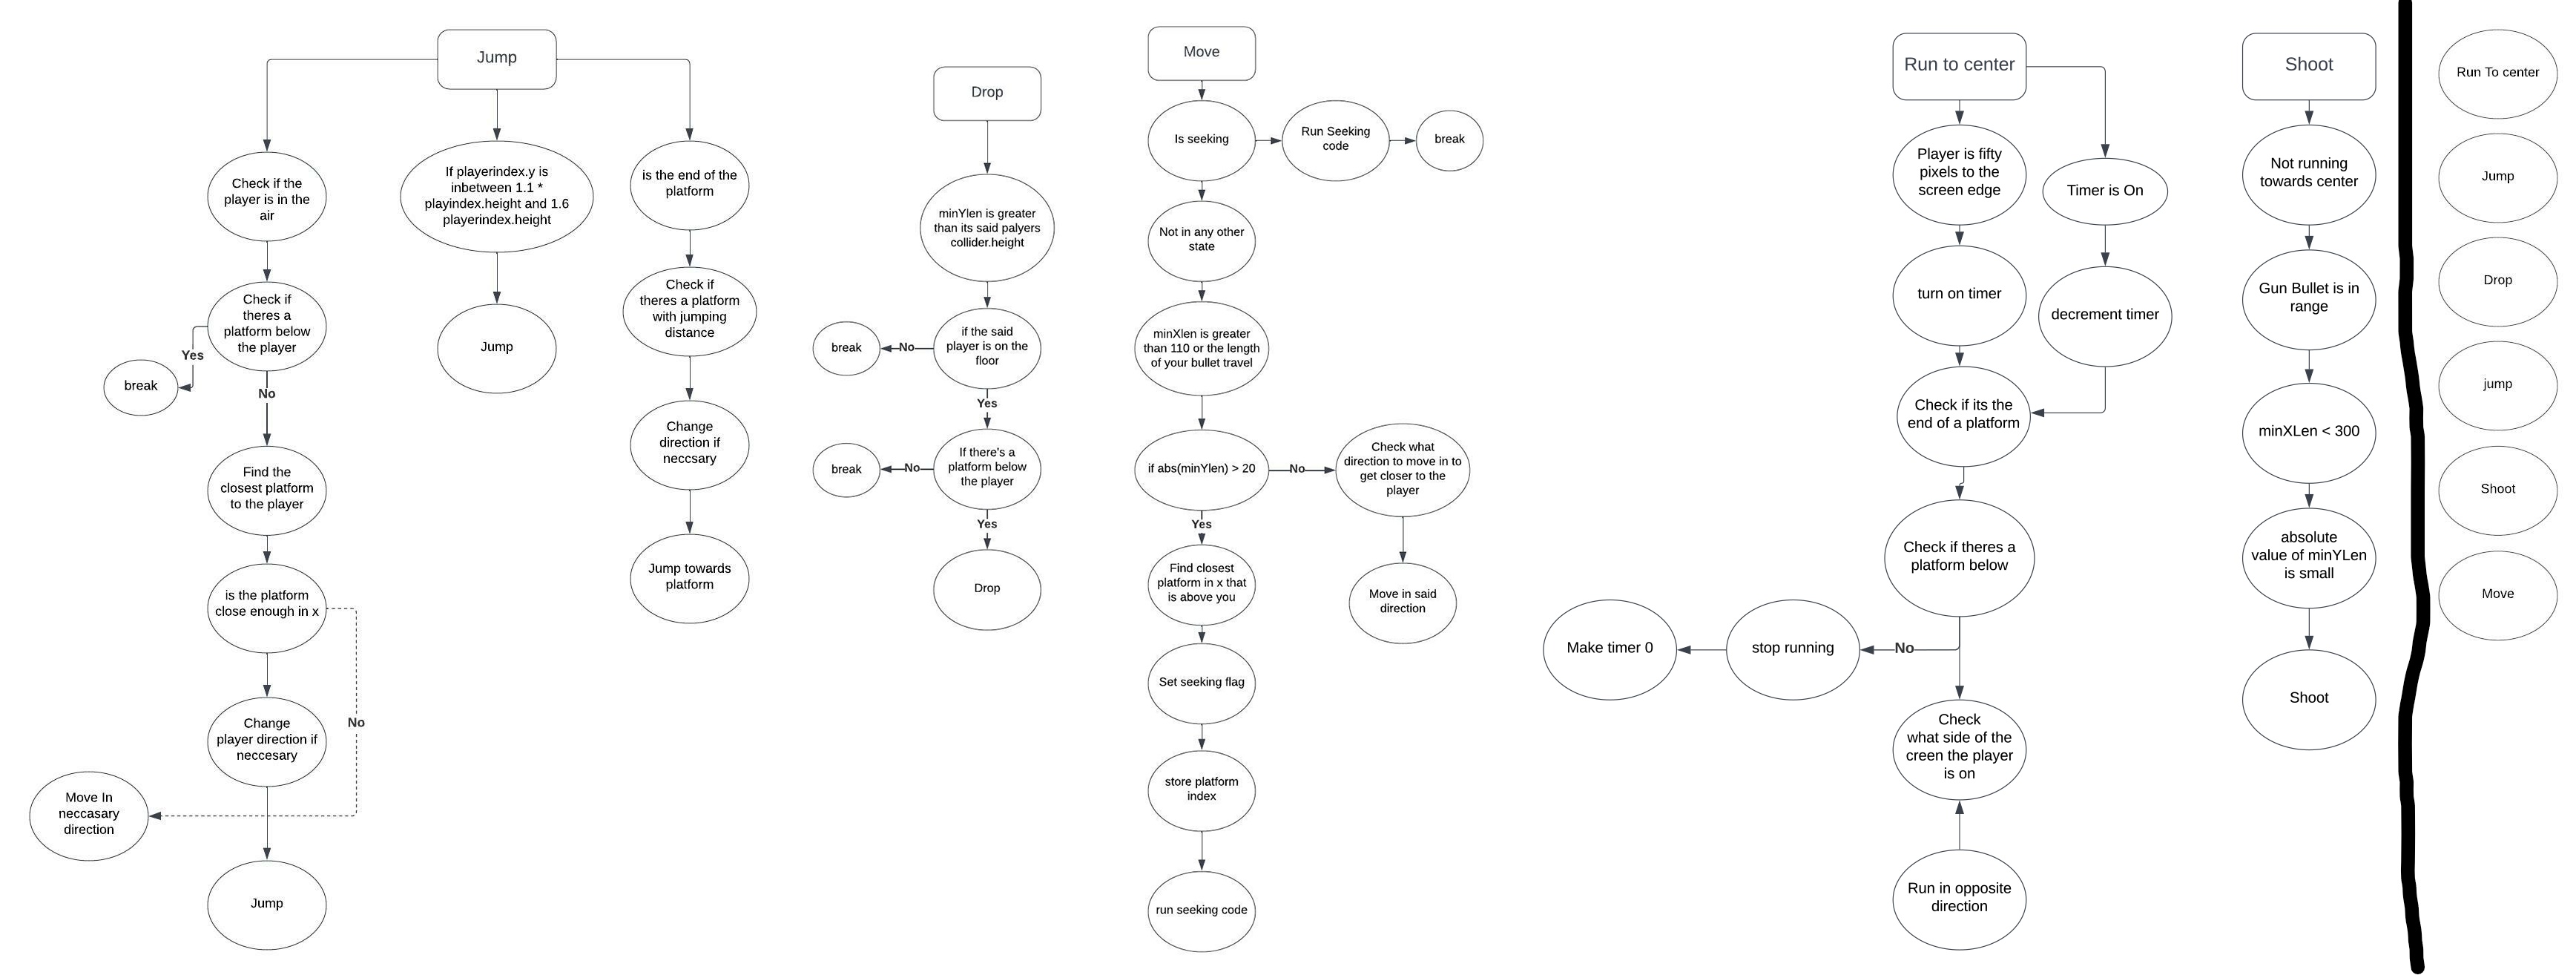 Jump
Check if the
player is in the
air
Check if
theres a
platform below
the player
Yes
break
No
Find the
closest platform
to the player
is the platform
close enough in x
No
Change
player direction if
neccesary
Move In
neccasary
direction
Jump
If playerindex.y is
inbetween 1.1 *
playindex.height and 1.6
playerindex.height
Jump
is the end of the
platform
Check if
theres a platform
with jumping
distance
Change
direction if
neccsary
Jump towards
platform
Drop
minYlen is greater
than its said palyers
collider.height
if the said
player is on the
floor
No
break
Yes
If there's a
platform below
the player
No
break
Yes
Drop
Move
Is seeking
Run Seeking
code
break
Not in any other
state
minXlen is greater
than 110 or the length
of your bullet travel
if abs(minYlen) > 20
No
Check what
direction to move in to
get closer to the
player
Move in said
direction
Yes
Find closest
platform in x that
is above you
Set seeking flag
store platform
index
run seeking code
Run to center
Player is fifty
pixels to the
screen edge
Timer is On
turn on timer
decrement timer
Check if its the
end of a platform
Check if theres a
platform below
No
stop running
Make timer 0
Check
what side of the
creen the player
is on
Run in opposite
direction
Shoot
Not running
towards center
Gun Bullet is in
range
minXLen < 300
absolute
value of minYLen
is small
Shoot
Run To center
Jump
Drop
jump
Shoot
Move